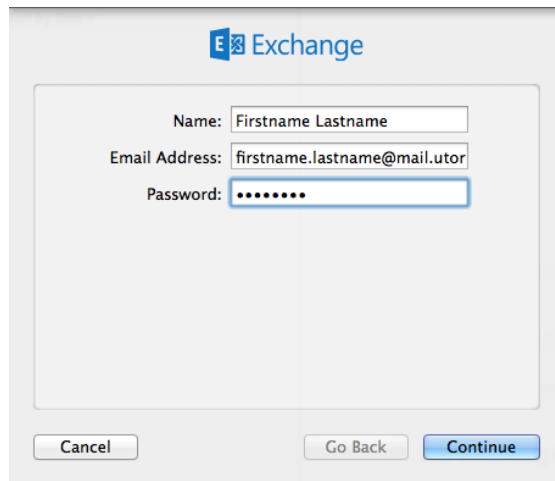 Exchange
Name: Firstname Lastname
Email Address: firstname.lastname@mail.utor
Password: ••••••••
Cancel Go Back Continue